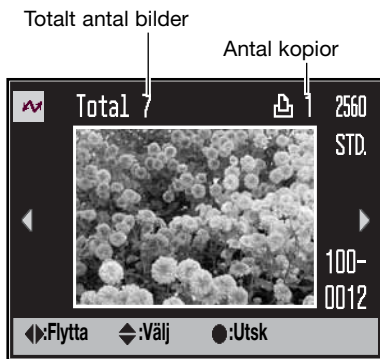 Totalt antal bilder
Antal kopior
Total 7 1 2560
STD.
100-
0012
:Flytta :Välj :Utsk